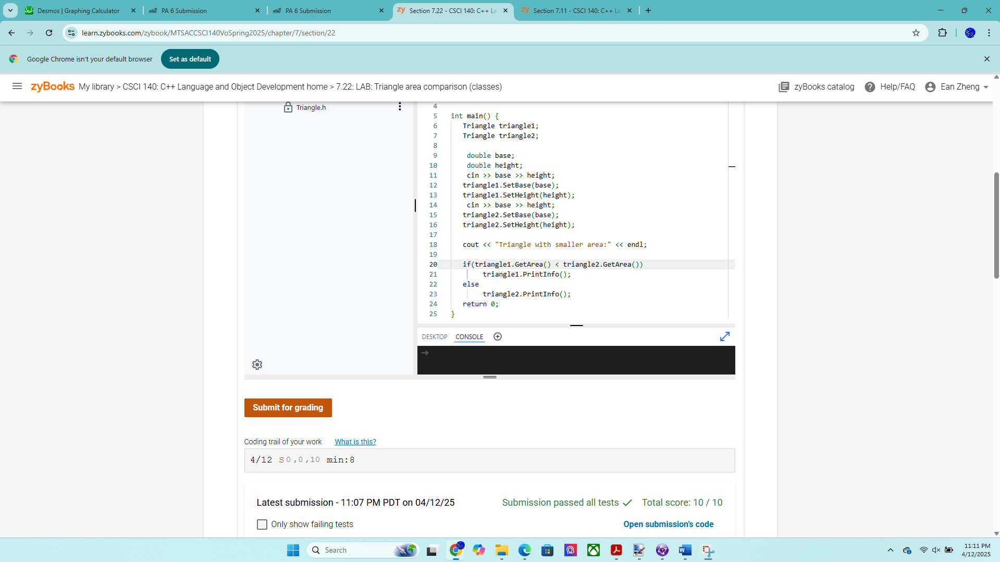 Desmos | Graphing Calculator
PA 6 Submission
PA 6 Submission
zy Section 7.22 - CSCI 140: C++ La
zy Section 7.11 - CSCI 140: C++ La
learn.zybooks.com/zybook/MTSACCSCI140VoSpring2025/chapter/7/section/22
Google Chrome isn't your default browser
Set as default
zyBooks My library > CSCI 140: C++ Language and Object Development home > 7.22: LAB: Triangle area comparison (classes)
zyBooks catalog
Help/FAQ
Ean Zheng
Triangle.h
4
5 int main() {
6 Triangle triangle1;
7 Triangle triangle2;
8
9 double base;
10 double height;
11 cin >> base >> height;
12 triangle1.SetBase(base);
13 triangle1.SetHeight(height);
14 cin >> base >> height;
15 triangle2.SetBase(base);
16 triangle2.SetHeight(height);
17
18 cout << "Triangle with smaller area:" << endl;
19
20 if(triangle1.GetArea() < triangle2.GetArea())
21 triangle1.PrintInfo();
22 else
23 triangle2.PrintInfo();
24 return 0;
25 }
DESKTOP CONSOLE
Submit for grading
Coding trail of your work What is this?
4/12 S0,0,10 min:8
Latest submission - 11:07 PM PDT on 04/12/25
Submission passed all tests Total score: 10 / 10
Only show failing tests
Open submission's code
Search
11:11 PM
4/12/2025